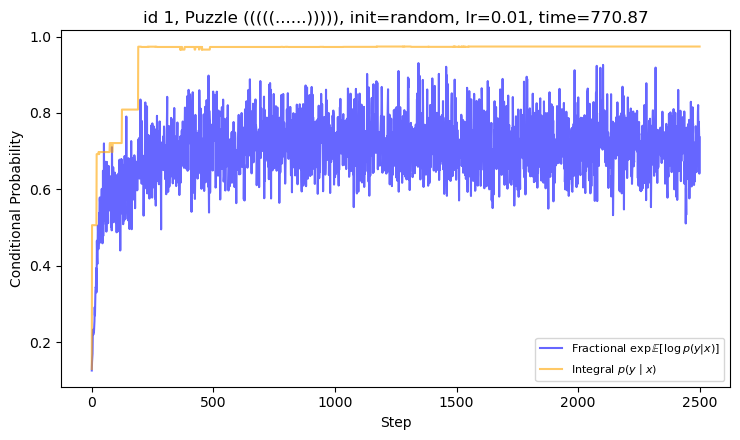 id 1, Puzzle (((((......))))), init=random, lr=0.01, time=770.87
Conditional Probability
1.0
0.8
0.6
0.4
0.2
0
500
1000
1500
2000
2500
Step
Fractional exp𝔼[log p(y|x)]
Integral p(y | x)